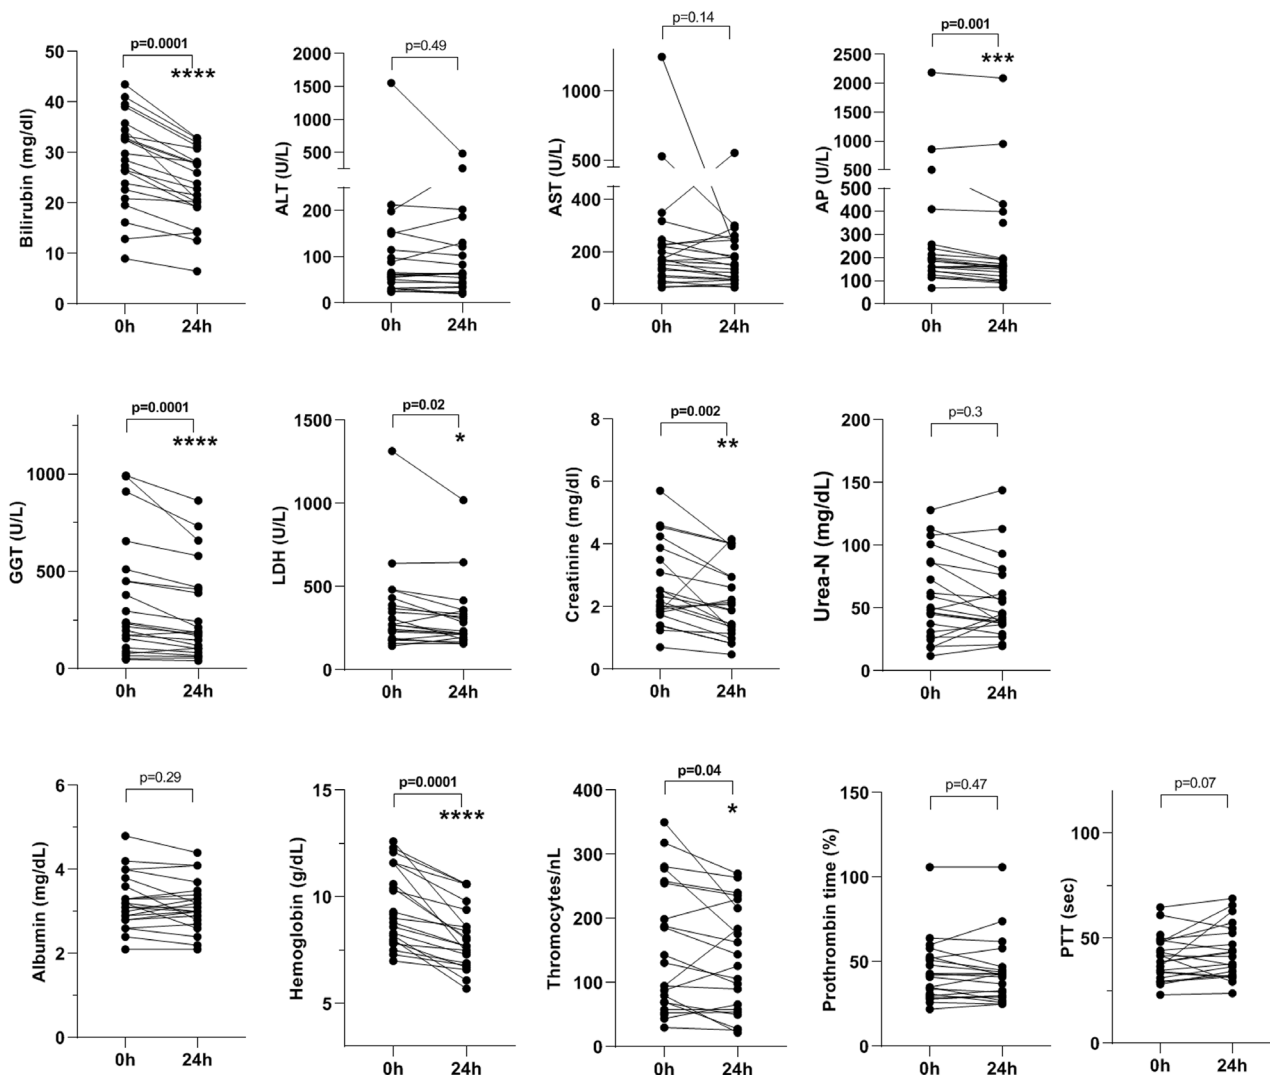 p=0.0001
****
Bilirubin (mg/dl)
50
40
30
20
10
0
0h 24h
p=0.49
ALT (U/L)
2000
1500
1000
500
200
100
0
0h 24h
p=0.14
AST (U/L)
1000
500
400
200
0
0h 24h
p=0.001
***
AP (U/L)
2500
2000
1500
1000
500
500
400
300
200
100
0
0h 24h
p=0.0001
****
GGT (U/L)
1000
500
0
0h 24h
p=0.02
*
LDH (U/L)
1500
1000
500
0
0h 24h
p=0.002
**
Creatinine (mg/dl)
8
6
4
2
0
0h 24h
p=0.3
Urea-N (mg/dL)
200
150
100
50
0
0h 24h
p=0.29
Albumin (mg/dL)
6
4
2
0
0h 24h
p=0.0001
****
Hemoglobin (g/dL)
15
10
5
0h 24h
p=0.04
*
Thromocytes/nL
400
300
200
100
0
0h 24h
p=0.47
Prothrombin time (%)
150
100
50
0
0h 24h
p=0.07
PTT (sec)
100
50
0
0h 24h